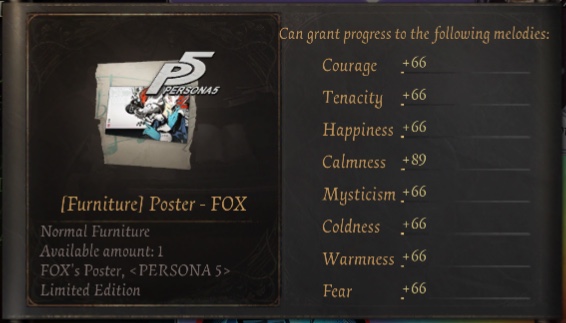 P5
PERSONA5
[Furniture] Poster - FOX
Normal Furniture
Available amount: 1
FOX's Poster, <PERSONA 5>
Limited Edition
Can grant progress to the following melodies:
Courage +66
Tenacity +66
Happiness +66
Calmness +89
Mysticism +66
Coldness +66
Warmness +66
Fear +66